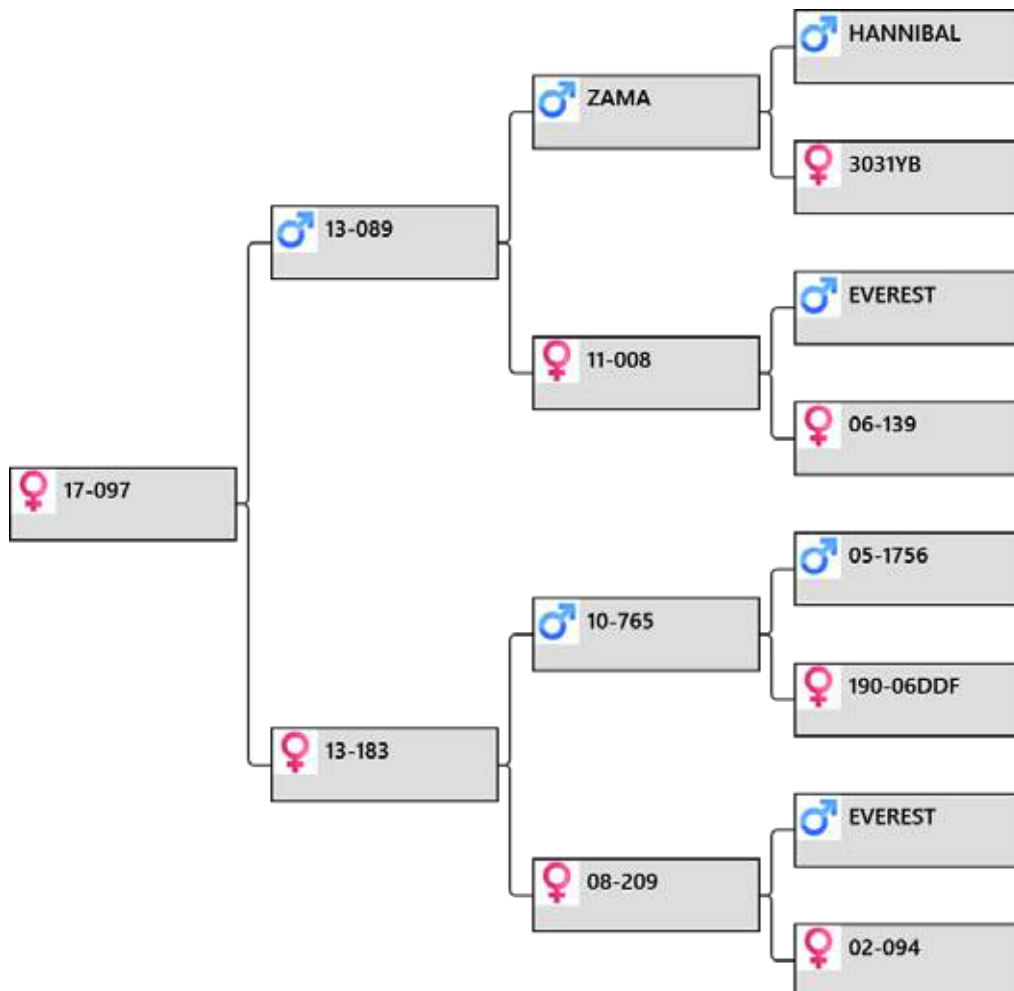 HANNIBAL
ZAMA
3031YB
13-089
EVEREST
11-008
06-139
17-097
05-1756
10-765
190-06DDF
13-183
EVEREST
08-209
02-094